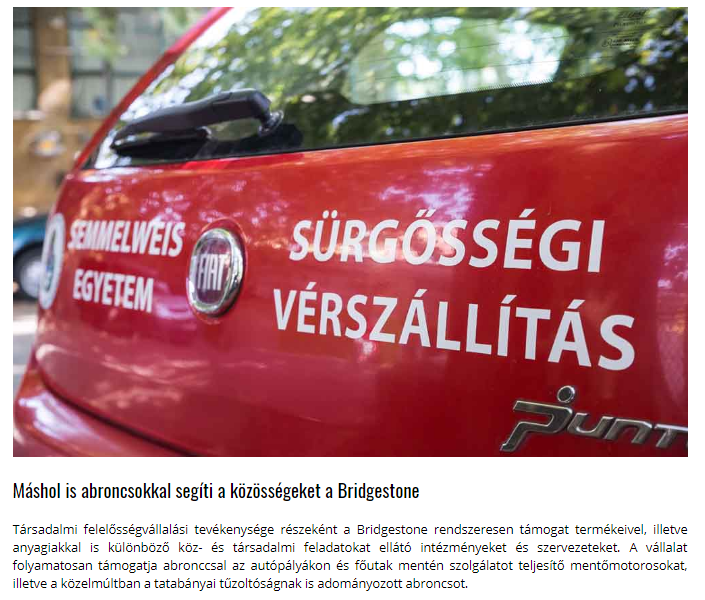 SEMMELWEIS
EGYETEM
FIAT
SÜRGŐSSÉGI
VÉRSZÁLLÍTÁS
Punto
Máshol is abroncsokkal segíti a közösségeket a Bridgestone
Társadalmi felelősségvállalási tevékenysége részeként a Bridgestone rendszeresen támogat termékeivel, illetve
anyagiakkal is különböző köz- és társadalmi feladatokat ellátó intézményeket és szervezeteket. A vállalat
folyamatosan támogatja abronccsal az autópályákon és főutak mentén szolgálatot teljesítő mentőmotorosokat,
illetve a közelmúltban a tatabányai tűzoltóságnak is adományozott abroncsot.